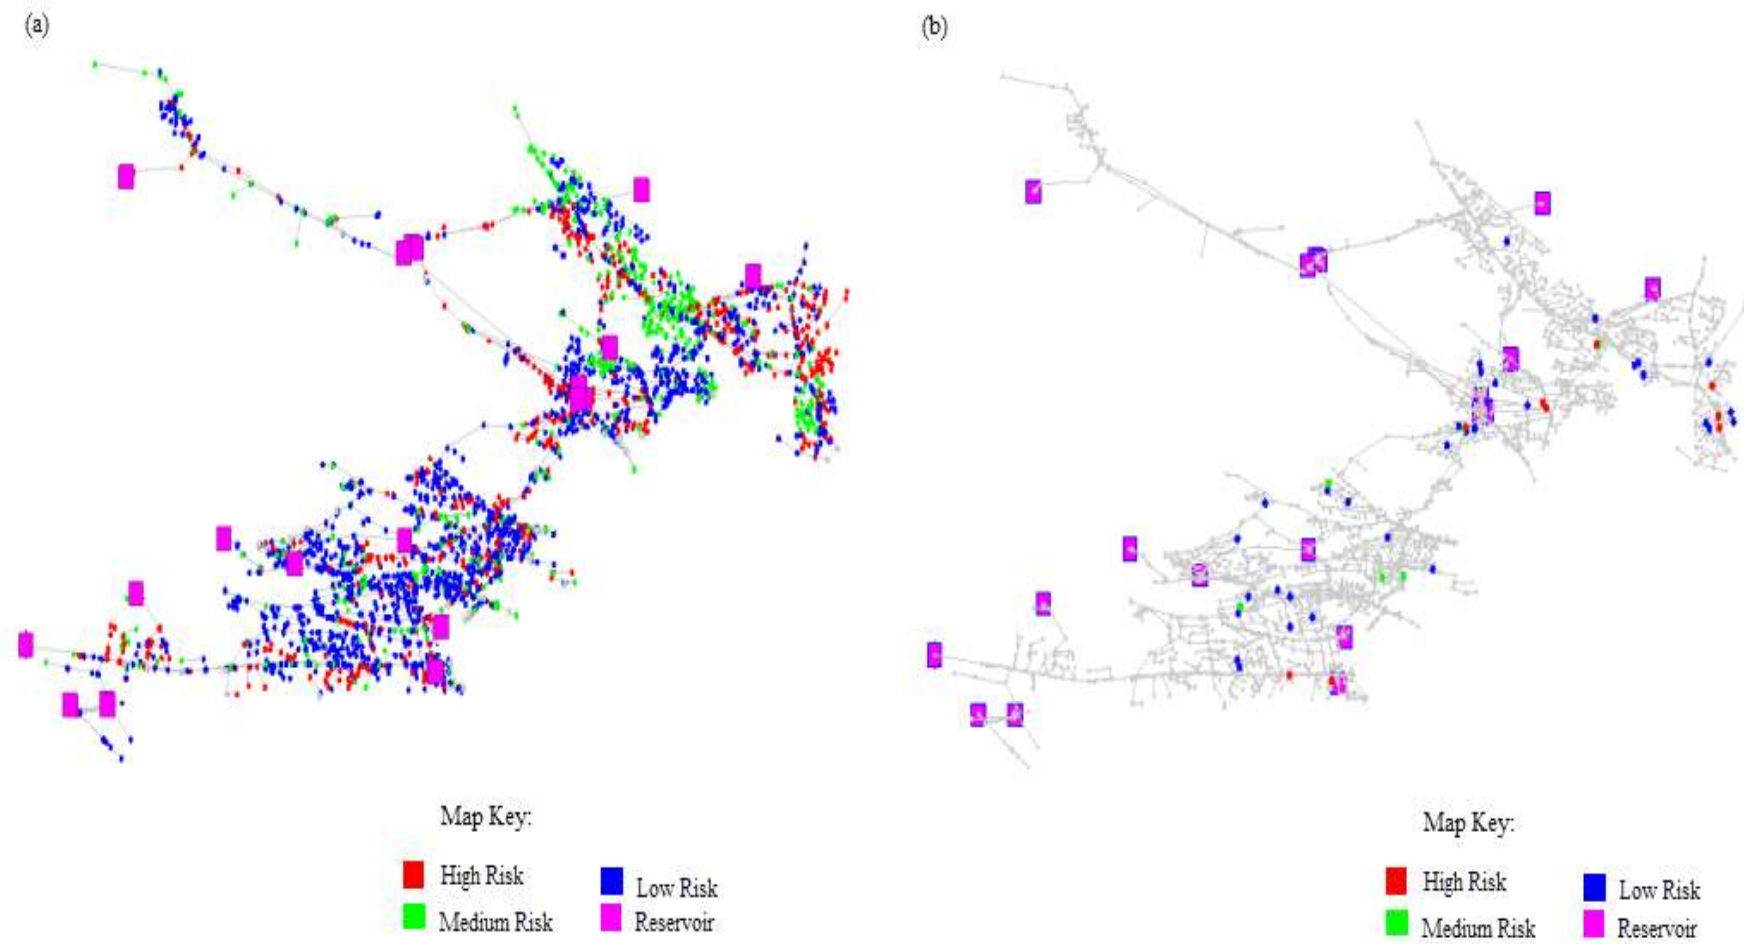 (a)
(b)
Map Key:
High Risk
Low Risk
Medium Risk
Reservoir
Map Key:
High Risk
Low Risk
Medium Risk
Reservoir